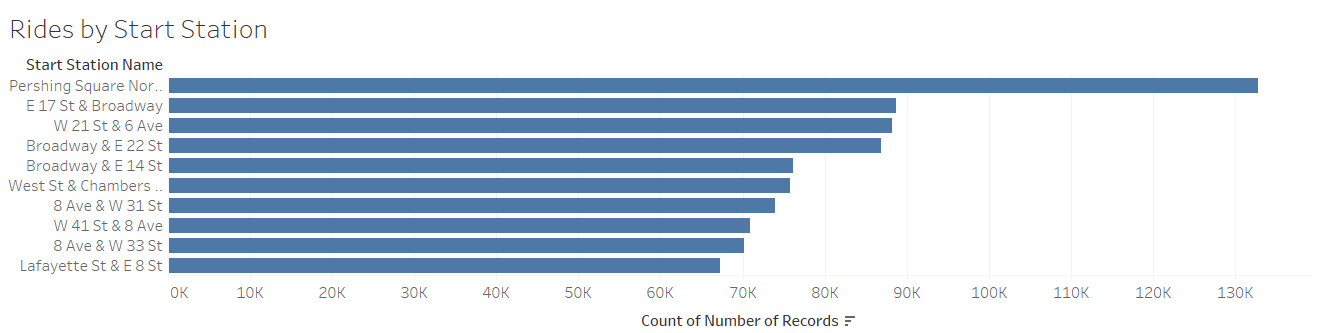 Rides by Start Station
Start Station Name
Pershing Square Nor..
E 17 St & Broadway
W 21 St & 6 Ave
Broadway & E 22 St
Broadway & E 14 St
West St & Chambers ..
8 Ave & W 31 St
W 41 St & 8 Ave
8 Ave & W 33 St
Lafayette St & E 8 St
0K 10K 20K 30K 40K 50K 60K 70K 80K 90K 100K 110K 120K 130K
Count of Number of Records